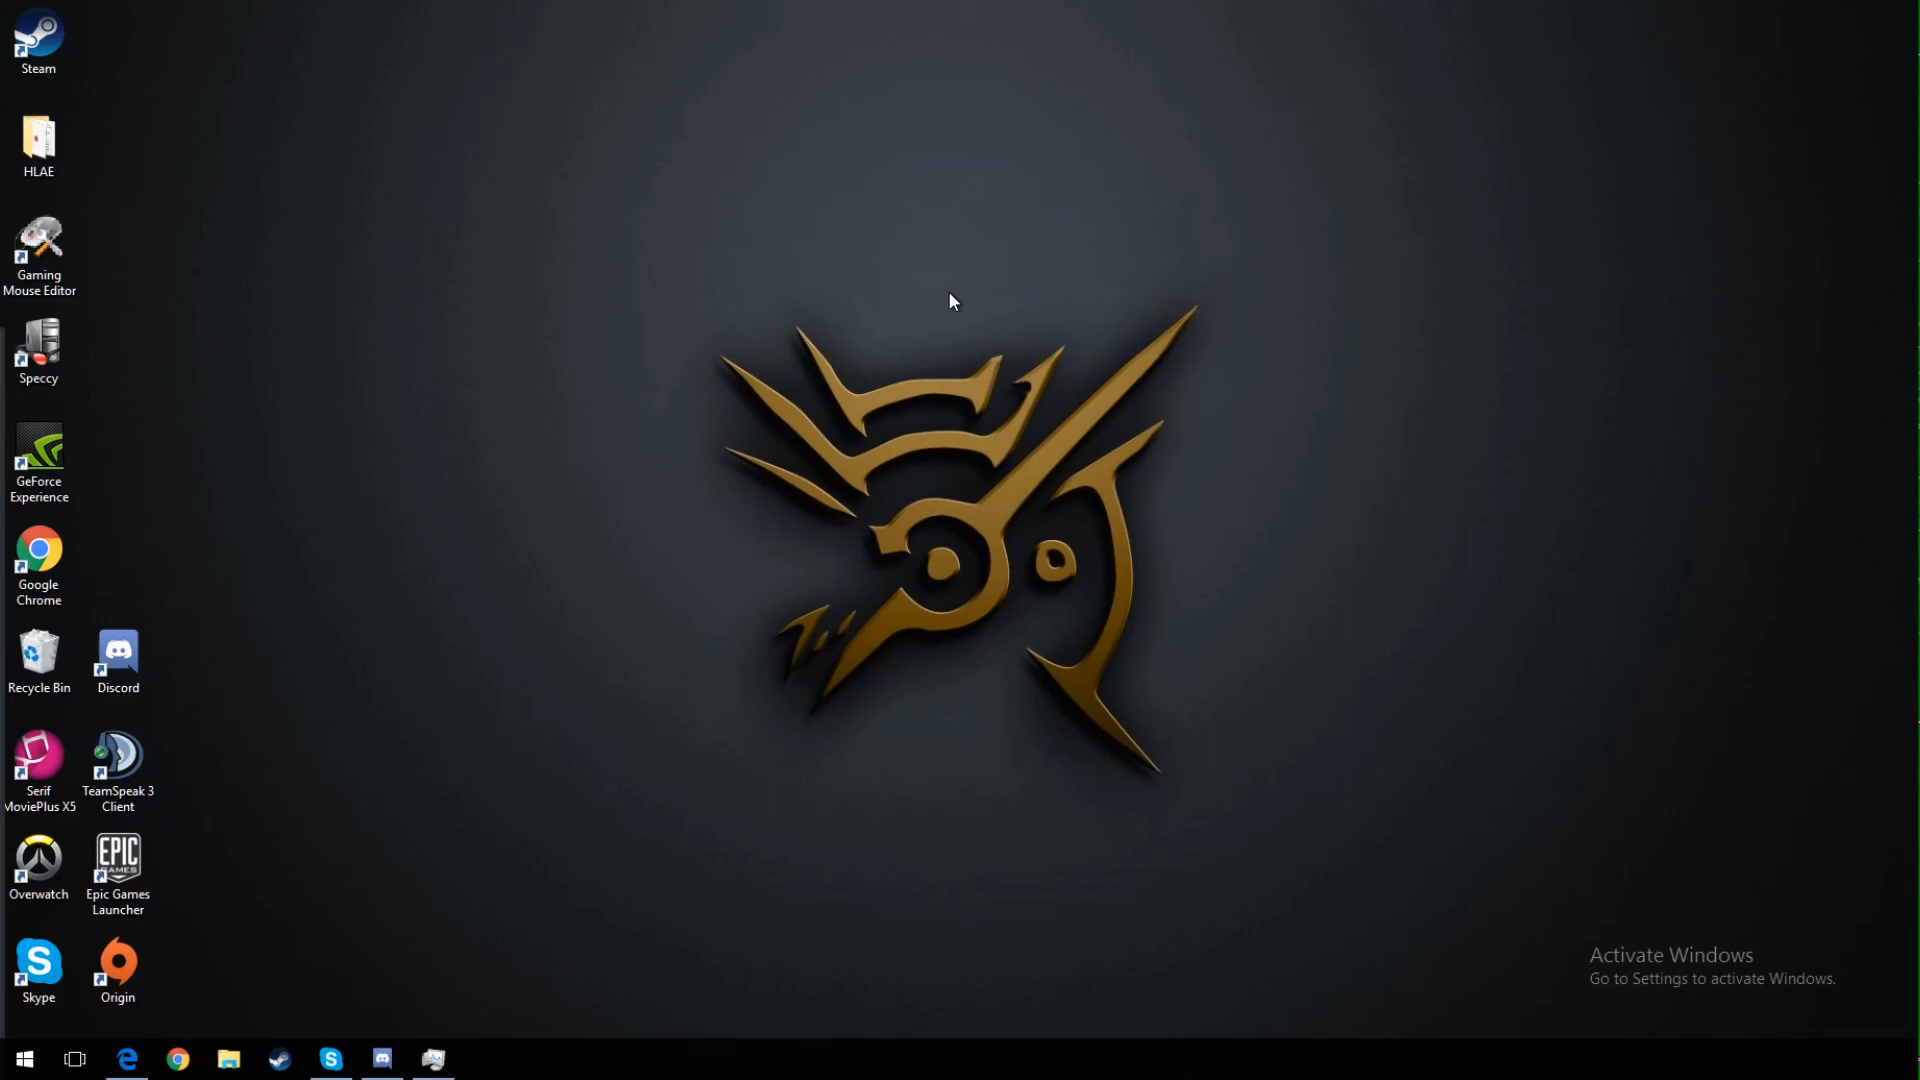 Steam
HLAE
Gaming
Mouse Editor
Speccy
GeForce
Experience
Google
Chrome
Recycle Bin
Discord
Serif
MoviePlus X5
TeamSpeak 3
Client
Overwatch
EPIC
GAMES
Epic Games
Launcher
S
Skype
Origin
Activate Windows
Go to Settings to activate Windows.